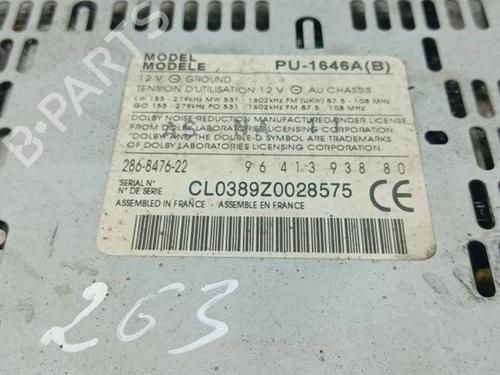 MODEL
MODELE PU-1646A(B)
12 V ⊖ GROUND
TENSION D'UTILISATION 12 V ⊖ AU CHASSIS
LW 153 - 279kHz MW 531 - 1602kHz FM (UKW) 87.5 - 108 MHz
GO 153 - 279kHz PO 531 - 1602kHz FM 87.5 - 108 MHz
DOLBY NOISE REDUCTION MANUFACTURED UNDER LICENSE
FROM DOLBY LABORATORIES LICENSING CORPORATION
DOLBY AND THE DOUBLE-D SYMBOL ARE TRADEMARKS
OF DOLBY LABORATORIES LICENSING CORPORATION
286-8476-22 96 413 938 80
SERIAL N°
N° DE SERIE CL0389Z0028575 CE
ASSEMBLED IN FRANCE - ASSEMBLE EN FRANCE
263